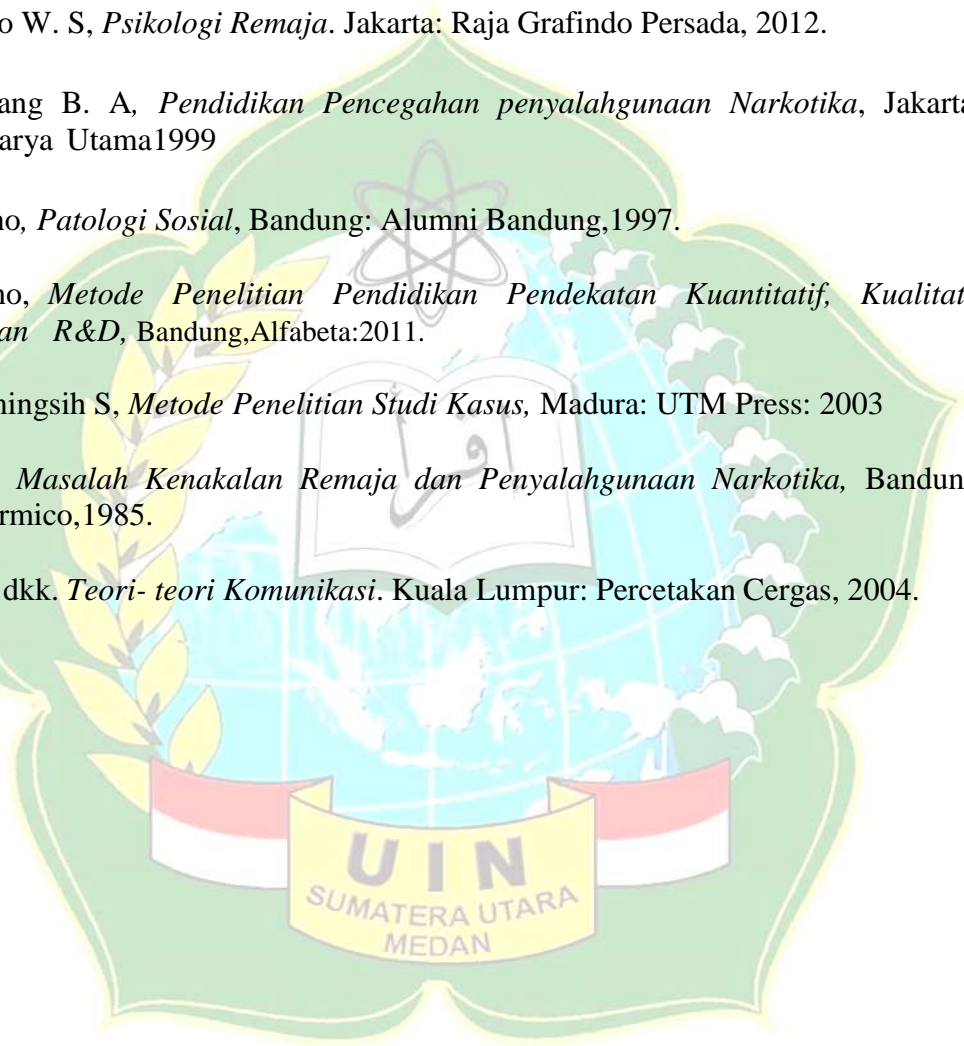 o W. S, Psikologi Remaja. Jakarta: Raja Grafindo Persada, 2012.
ang B. A, Pendidikan Pencegahan penyalahgunaan Narkotika, Jakarta
arya Utama1999
no, Patologi Sosial, Bandung: Alumni Bandung,1997.
no, Metode Penelitian Pendidikan Pendekatan Kuantitatif, Kualitat
an R&D, Bandung,Alfabeta:2011.
ningsih S, Metode Penelitian Studi Kasus, Madura: UTM Press: 2003
Masalah Kenakalan Remaja dan Penyalahgunaan Narkotika, Bandun
rmico,1985.
dkk. Teori- teori Komunikasi. Kuala Lumpur: Percetakan Cergas, 2004.
اقرأ
UIN
SUMATERA UTARA
MEDAN